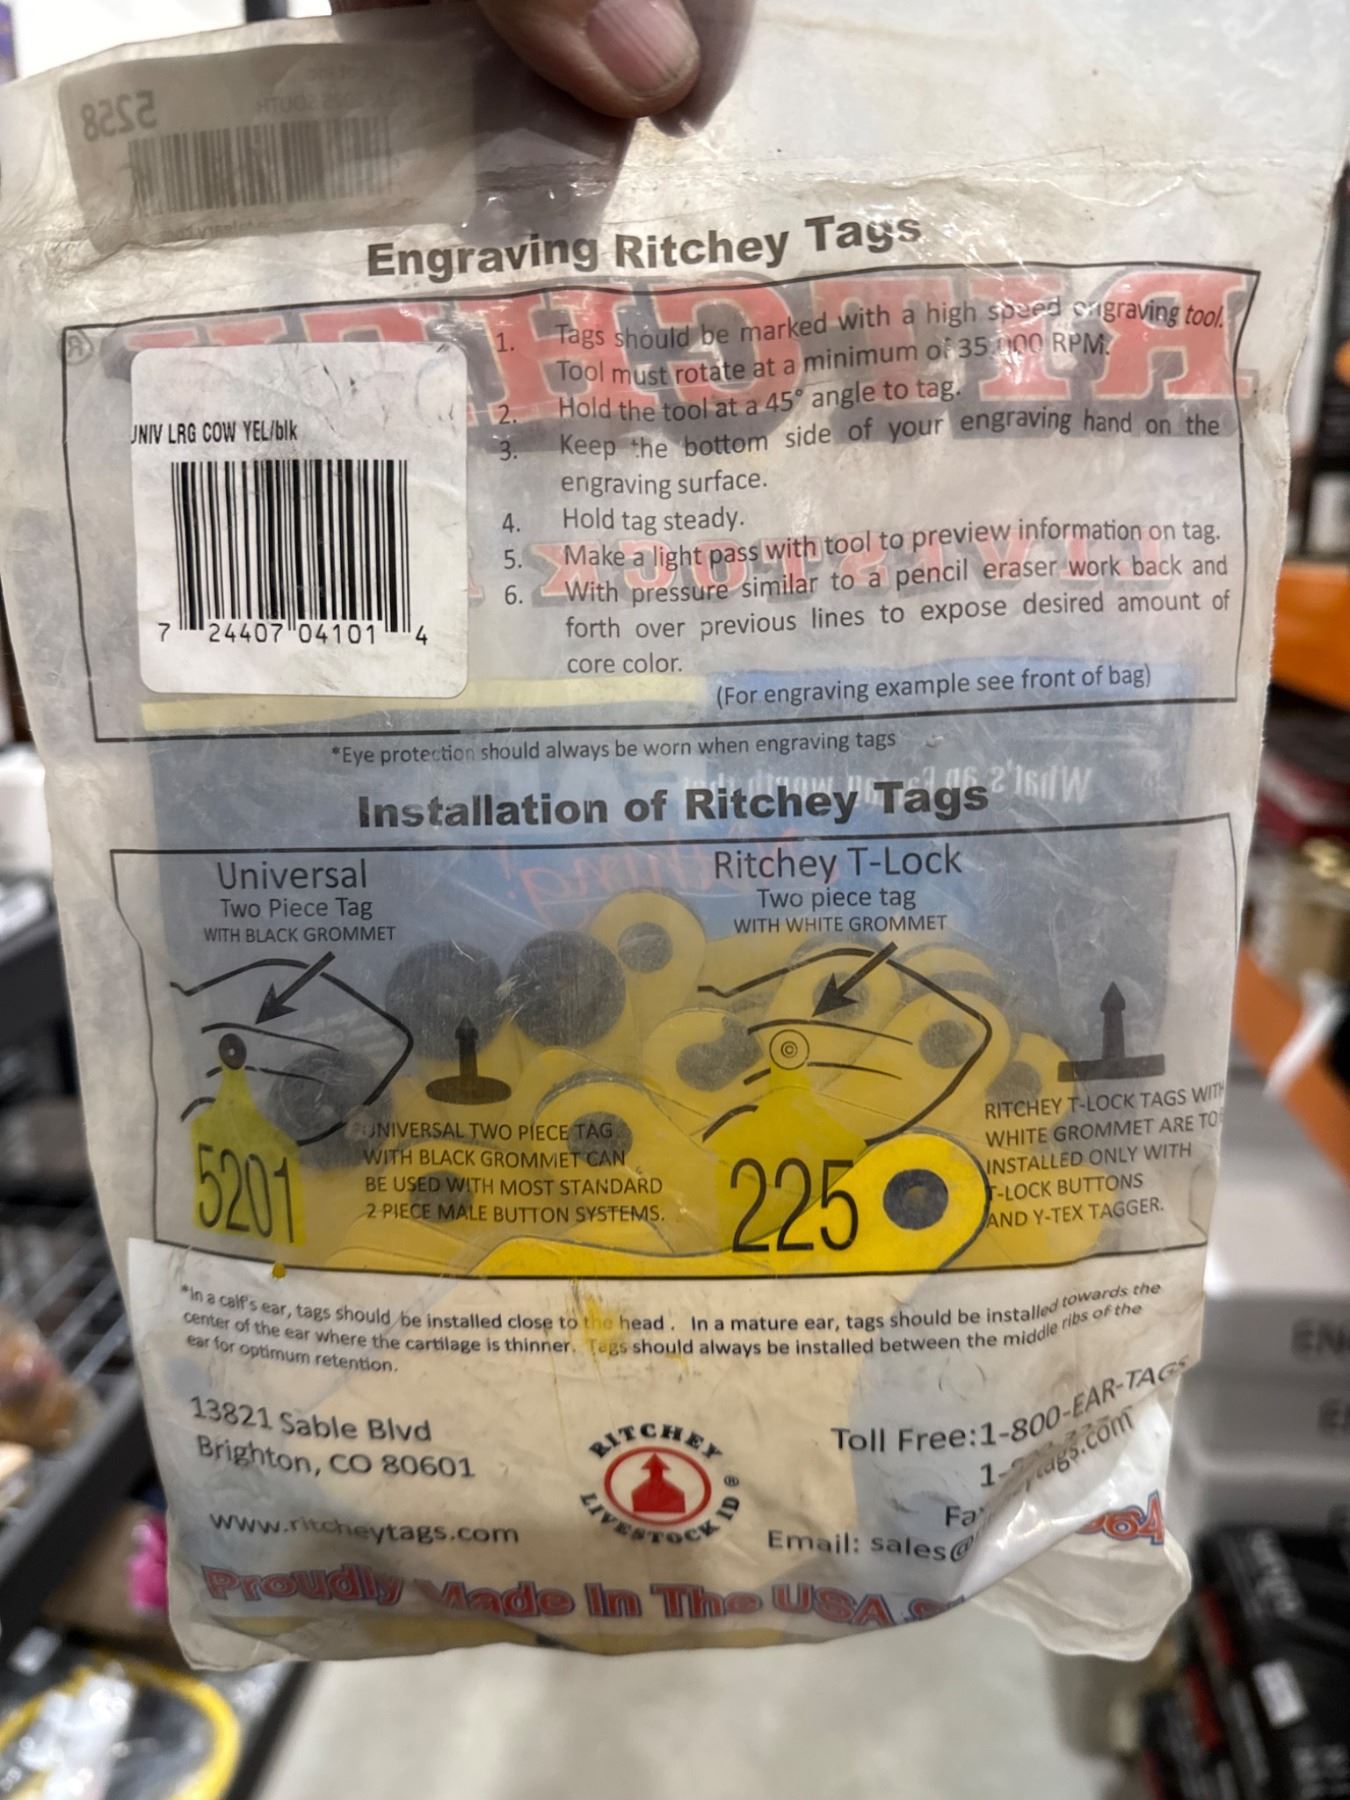 5258
Engraving Ritchey Tags
RITCHEY
®
UNIV LRG COW YEL/blk
7 24407 04101 4
1. Tags should be marked with a high speed engraving tool.
Tool must rotate at a minimum of 35,000 RPM.
2. Hold the tool at a 45° angle to tag.
3. Keep the bottom side of your engraving hand on the
engraving surface.
4. Hold tag steady.
5. Make a light pass with tool to preview information on tag.
6. With pressure similar to a pencil eraser work back and
forth over previous lines to expose desired amount of
core color.
(For engraving example see front of bag)
*Eye protection should always be worn when engraving tags
What's an
Installation of Ritchey Tags
Universal
Two Piece Tag
WITH BLACK GROMMET
5201
UNIVERSAL TWO PIECE TAG
WITH BLACK GROMMET CAN
BE USED WITH MOST STANDARD
2 PIECE MALE BUTTON SYSTEMS.
Ritchey T-Lock
Two piece tag
WITH WHITE GROMMET
©
225
RITCHEY T-LOCK TAGS WITH
WHITE GROMMET ARE TO
INSTALLED ONLY WITH
T-LOCK BUTTONS
AND Y-TEX TAGGER.
*In a calf's ear, tags should be installed close to the head. In a mature ear, tags should be installed towards the
center of the ear where the cartilage is thinner. Tags should always be installed between the middle ribs of the
ear for optimum retention.
13821 Sable Blvd
Brighton, CO 80601
www.ritcheytags.com
RITCHEY
LIVESTOCK ID ®
Toll Free:1-800-EAR-TAGS
1-
Fa
Email: sales@
tags.com
Proudly Made In The USA
64